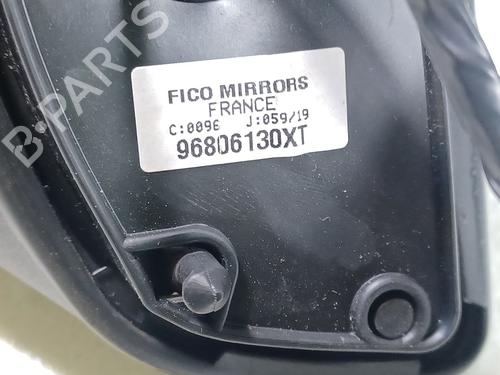 FICO MIRRORS
FRANCE
C:0096 J:059/19
96806130XT
B-PARTS